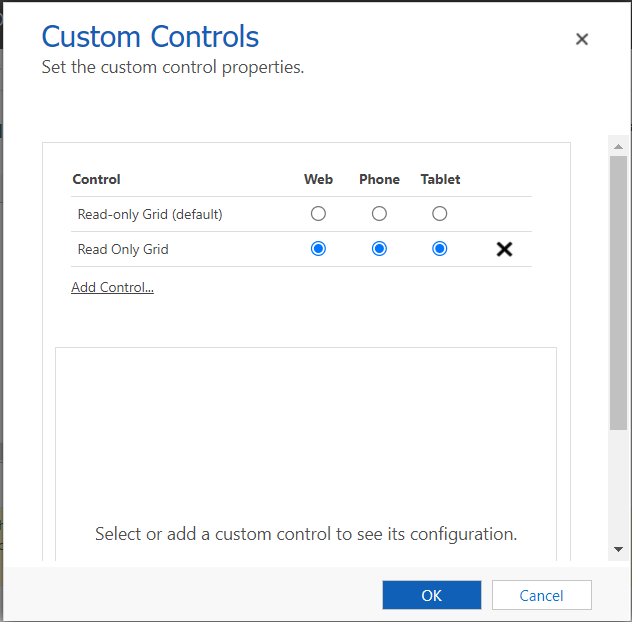 Custom Controls
Set the custom control properties.
Control Web Phone Tablet
Read-only Grid (default)
Read Only Grid
Add Control...
Select or add a custom control to see its configuration.
OK Cancel